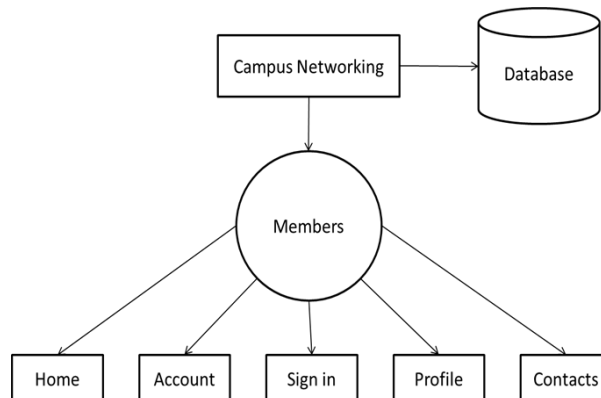 Campus Networking
Database
Members
Home
Account
Sign in
Profile
Contacts